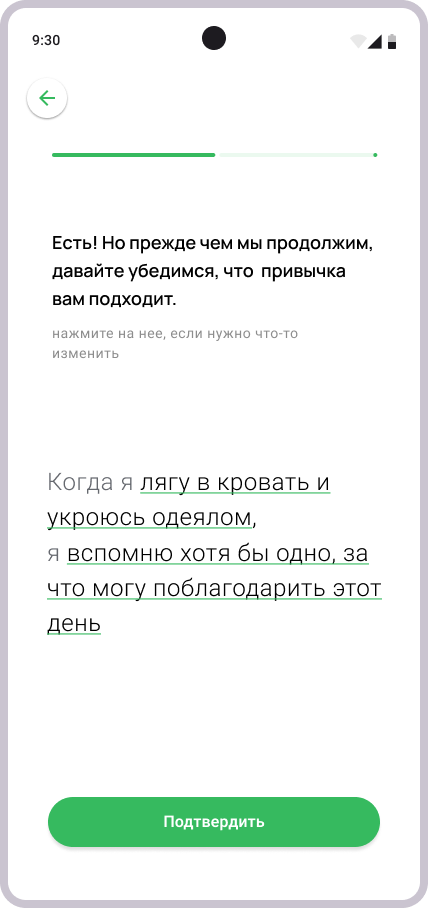 9:30
Есть! Но прежде чем мы продолжим,
давайте убедимся, что  привычка
вам подходит.
нажмите на нее, если нужно что-то
изменить
Когда я лягу в кровать и
укроюсь одеялом,
я вспомню хотя бы одно, за
что могу поблагодарить этот
день
Подтвердить